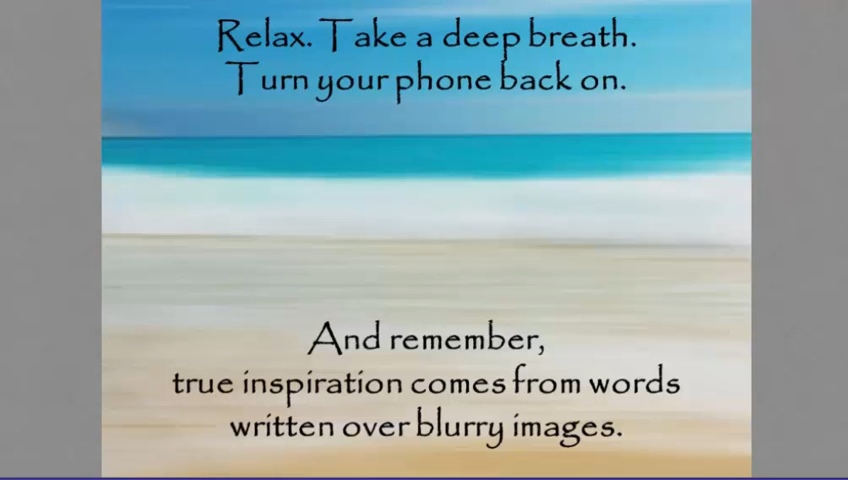 Relax. Take a deep breath.
Turn your phone back on.
And remember,
true inspiration comes from words
written over blurry images.